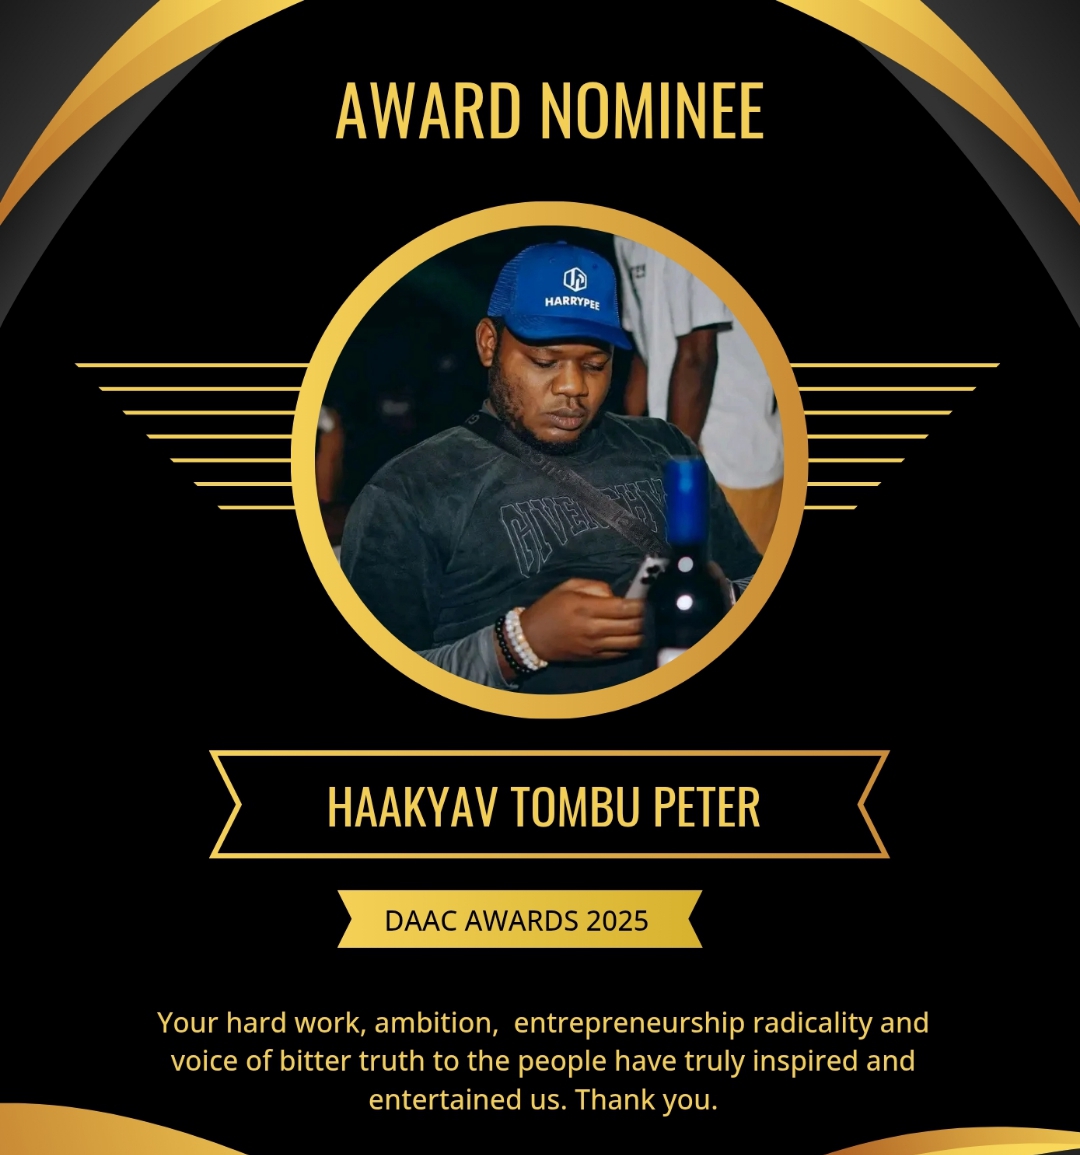 AWARD NOMINEE
HARRYPEE
GIVENCHY
HAAKYAV TOMBU PETER
DAAC AWARDS 2025
Your hard work, ambition,  entrepreneurship radicality and
voice of bitter truth to the people have truly inspired and
entertained us. Thank you.